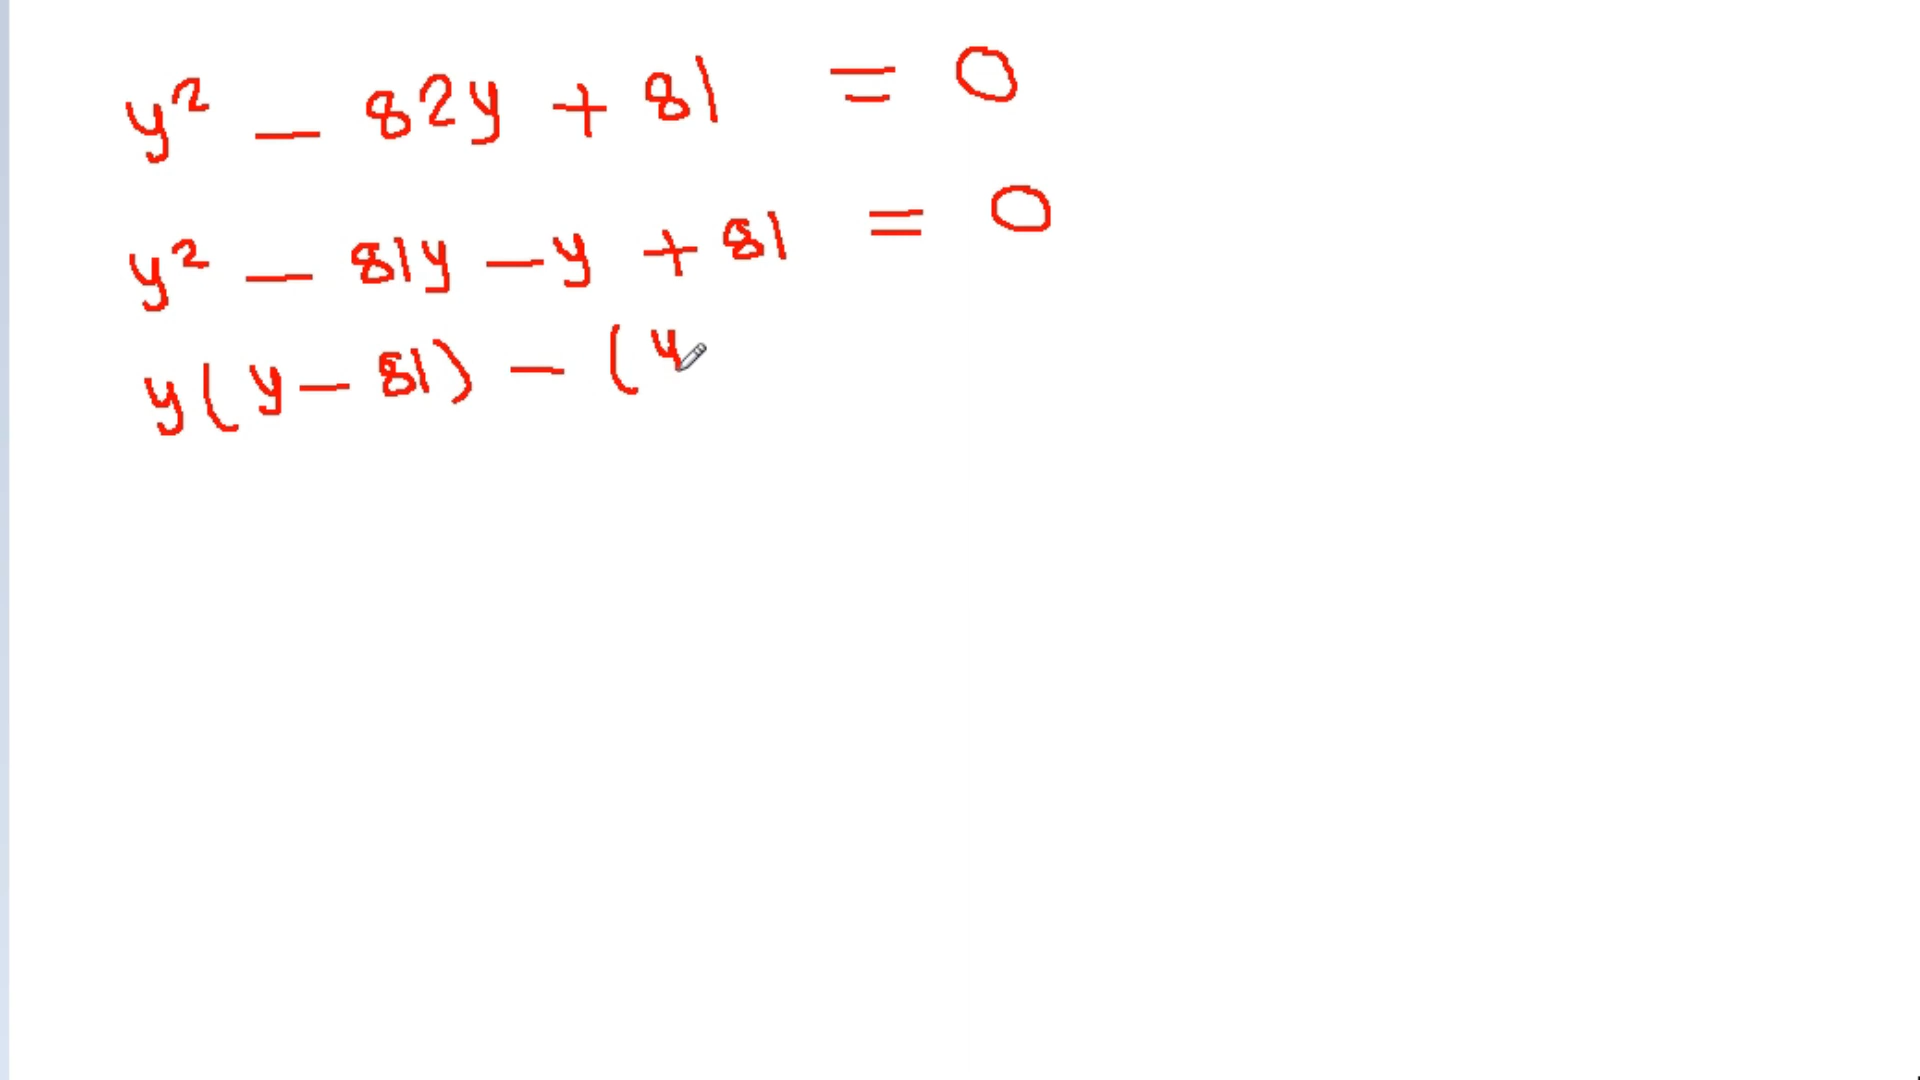 y² − 82y + 81 = 0
y² − 81y − y + 81 = 0
y(y − 81) − (y